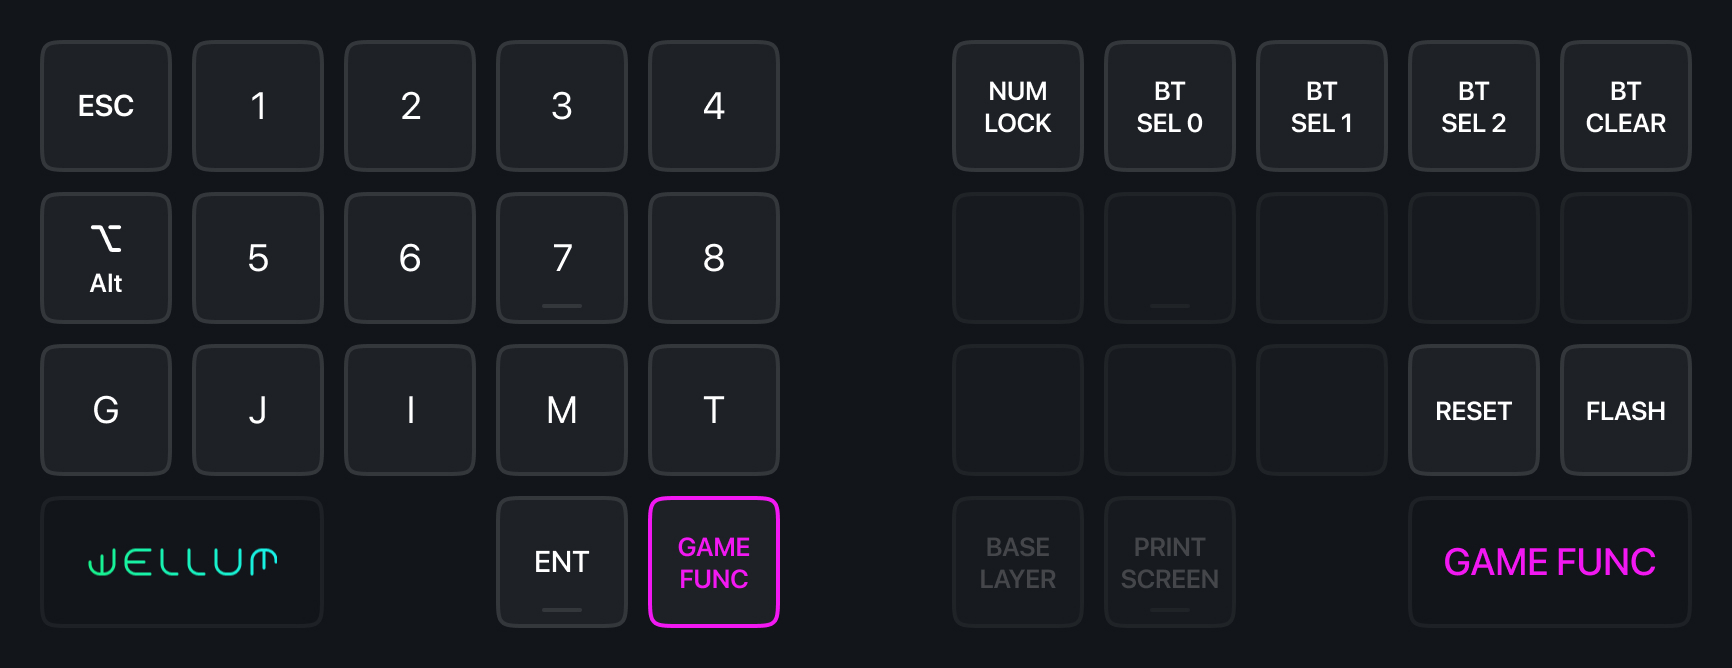 ESC 1 2 3 4 NUM LOCK BT SEL 0 BT SEL 1 BT SEL 2 BT CLEAR
⌥ Alt 5 6 7 8
G J I M T RESET FLASH
WELLUM ENT GAME FUNC BASE LAYER PRINT SCREEN GAME FUNC